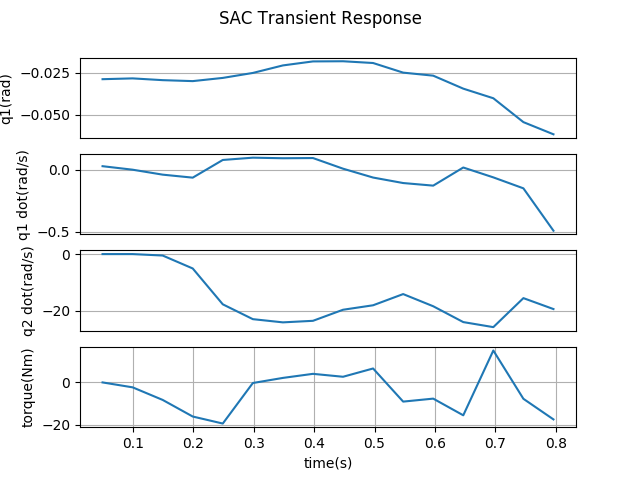 SAC Transient Response
q1(rad)
−0.025
−0.050
q1 dot(rad/s)
0.0
−0.5
q2 dot(rad/s)
0
−20
torque(Nm)
0
−20
0.1 0.2 0.3 0.4 0.5 0.6 0.7 0.8
time(s)